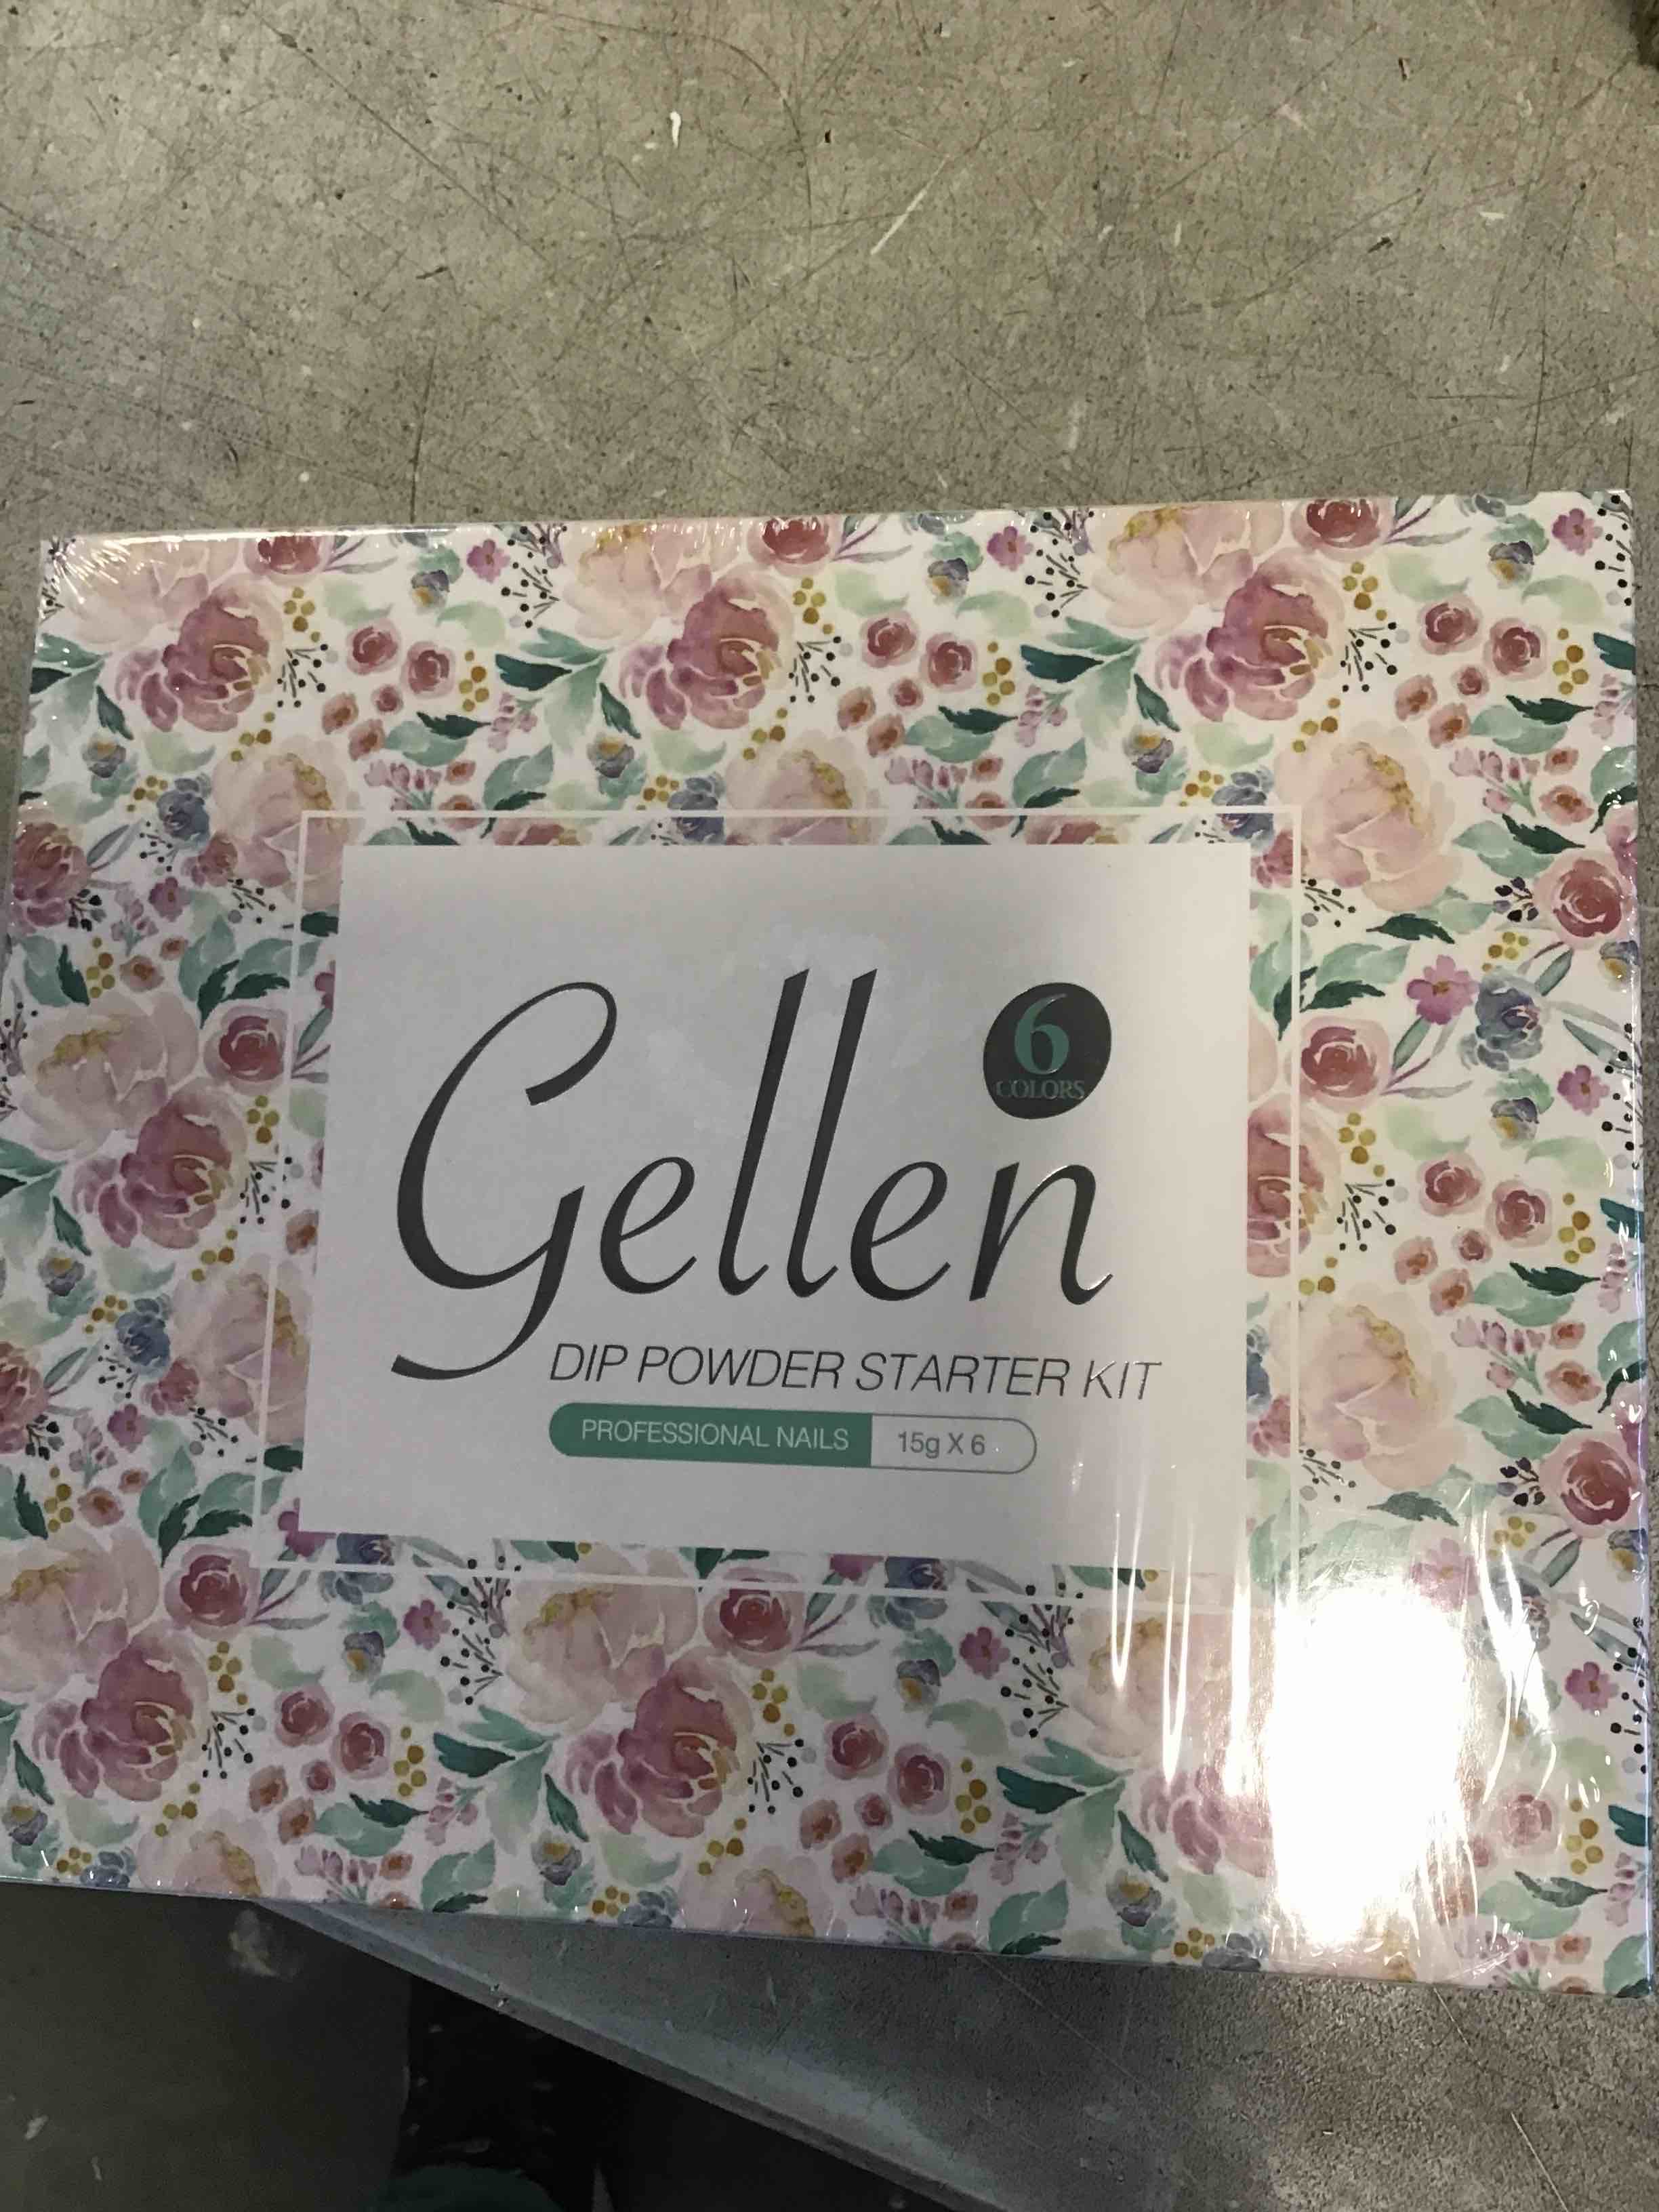 Gellen
6
COLORS
DIP POWDER STARTER KIT
PROFESSIONAL NAILS 15g X 6